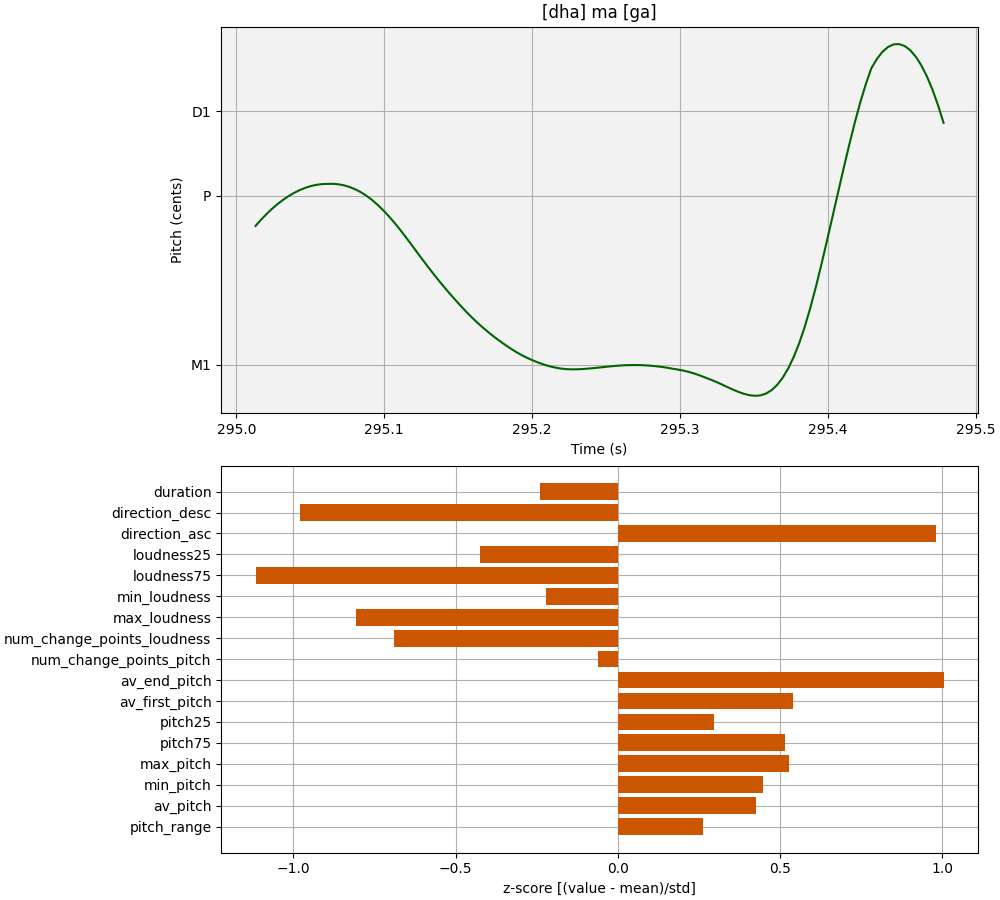 [dha] ma [ga]
D1
P
M1
Pitch (cents)
295.0 295.1 295.2 295.3 295.4 295.5
Time (s)
duration
direction_desc
direction_asc
loudness25
loudness75
min_loudness
max_loudness
num_change_points_loudness
num_change_points_pitch
av_end_pitch
av_first_pitch
pitch25
pitch75
max_pitch
min_pitch
av_pitch
pitch_range
−1.0 −0.5 0.0 0.5 1.0
z-score [(value - mean)/std]